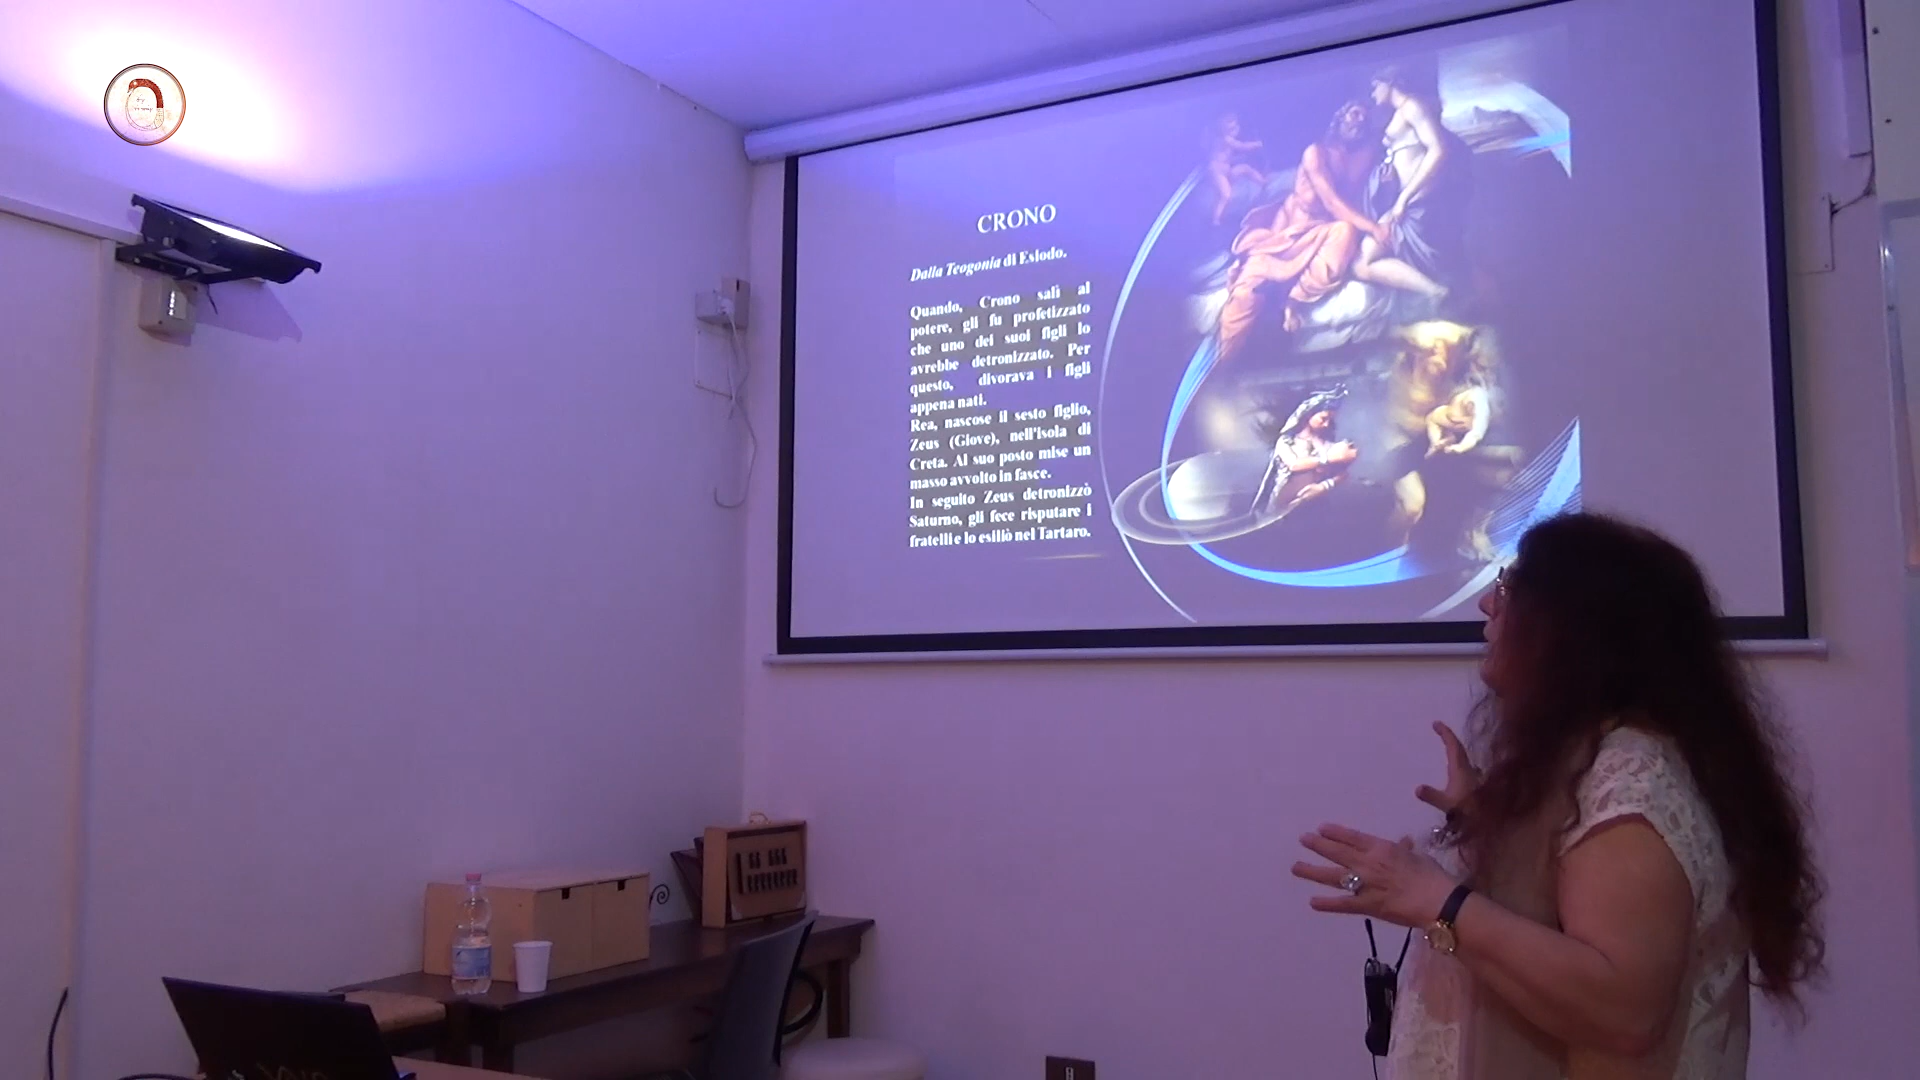 CRONO
Dalla Teogonia di Esiodo.
Quando, Crono salì al
potere, gli fu profetizzato
che uno dei suoi figli lo
avrebbe detronizzato. Per
questo, divorava i figli
appena nati.
Rea, nascose il sesto figlio,
Zeus (Giove), nell'isola di
Creta. Al suo posto mise un
masso avvolto in fasce.
In seguito Zeus detronizzò
Saturno, gli fece risputare i
fratelli e lo esiliò nel Tartaro.